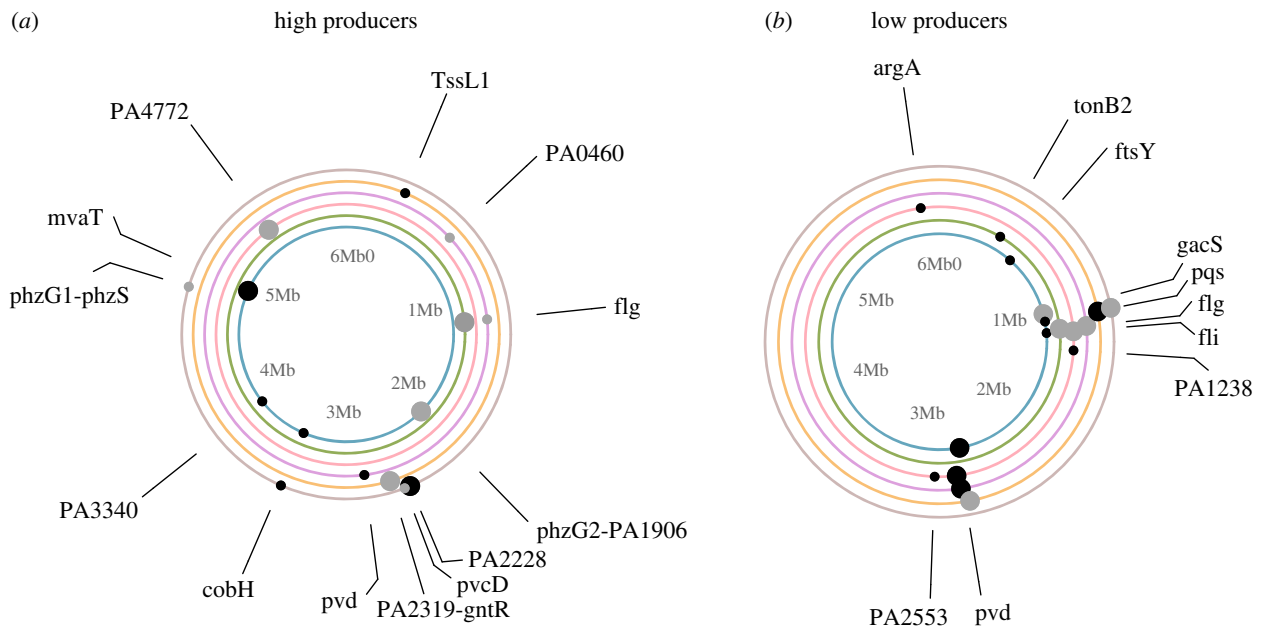 (a)
high producers
TssL1
PA4772
PA0460
mvaT
phzG1-phzS
6Mb0
5Mb
1Mb
flg
4Mb
2Mb
3Mb
PA3340
phzG2-PA1906
PA2228
cobH
pvd
pvcD
PA2319-gntR
(b)
low producers
argA
tonB2
ftsY
gacS
pqs
6Mb0
5Mb
1Mb
flg
fli
4Mb
2Mb
PA1238
3Mb
PA2553
pvd